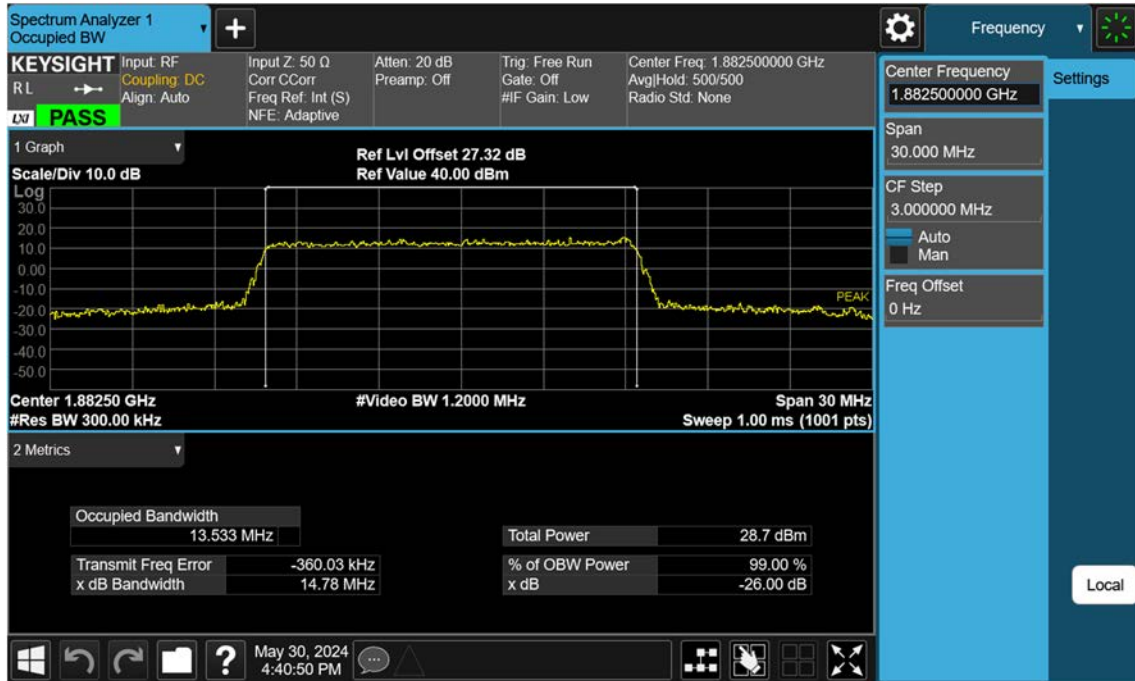 Spectrum Analyzer 1
Occupied BW
Frequency
KEYSIGHT
R L
LXI
PASS
Input: RF
Coupling: DC
Align: Auto
Input Z: 50 Ω
Corr CCorr
Freq Ref: Int (S)
NFE: Adaptive
Atten: 20 dB
Preamp: Off
Trig: Free Run
Gate: Off
#IF Gain: Low
Center Freq: 1.882500000 GHz
Avg|Hold: 500/500
Radio Std: None
Center Frequency
1.882500000 GHz
Settings
Span
30.000 MHz
CF Step
3.000000 MHz
Auto
Man
Freq Offset
0 Hz
Local
1 Graph
Scale/Div 10.0 dB
Ref Lvl Offset 27.32 dB
Ref Value 40.00 dBm
Log
30.0
20.0
10.0
0.00
-10.0
-20.0
-30.0
-40.0
-50.0
PEAK
Center 1.88250 GHz
#Video BW 1.2000 MHz
Span 30 MHz
#Res BW 300.00 kHz
Sweep 1.00 ms (1001 pts)
2 Metrics
Occupied Bandwidth
13.533 MHz
Total Power 28.7 dBm
Transmit Freq Error -360.03 kHz
% of OBW Power 99.00 %
x dB Bandwidth 14.78 MHz
x dB -26.00 dB
?
May 30, 2024
4:40:50 PM